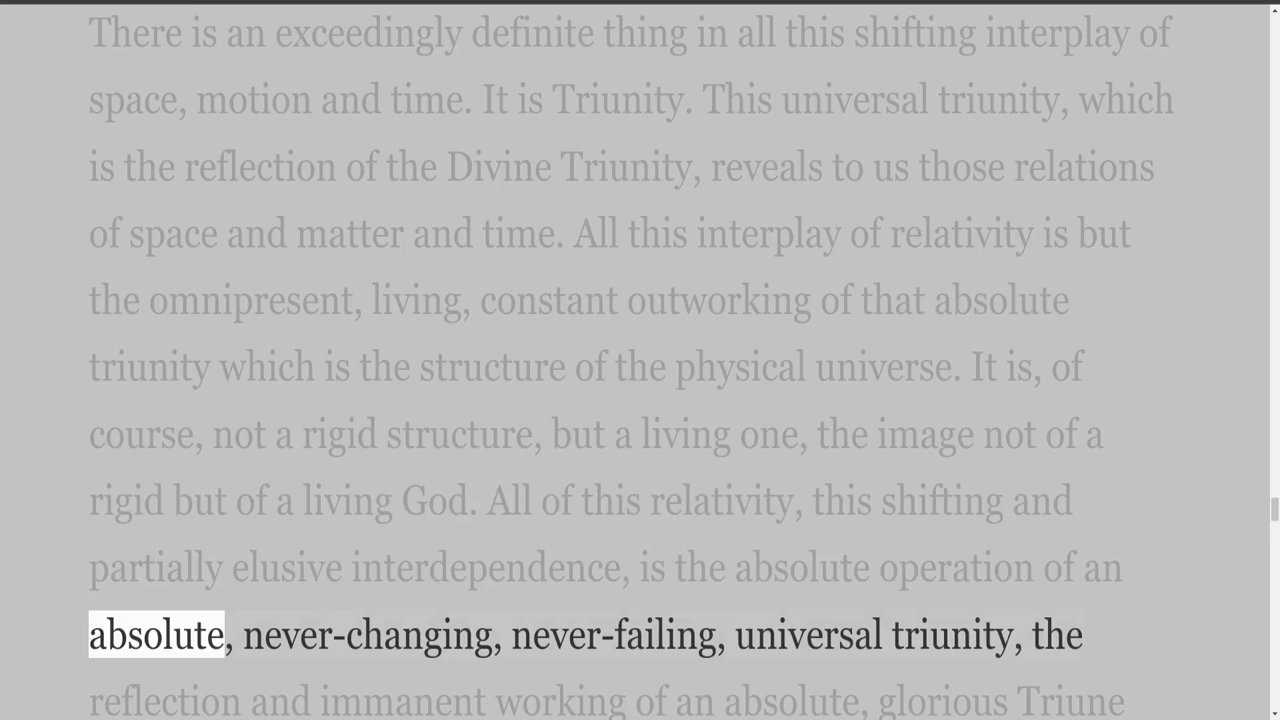 There is an exceedingly definite thing in all this shifting interplay of
space, motion and time. It is Triunity. This universal triunity, which
is the reflection of the Divine Triunity, reveals to us those relations
of space and matter and time. All this interplay of relativity is but
the omnipresent, living, constant outworking of that absolute
triunity which is the structure of the physical universe. It is, of
course, not a rigid structure, but a living one, the image not of a
rigid but of a living God. All of this relativity, this shifting and
partially elusive interdependence, is the absolute operation of an
absolute, never-changing, never-failing, universal triunity, the
reflection and immanent working of an absolute, glorious Triune